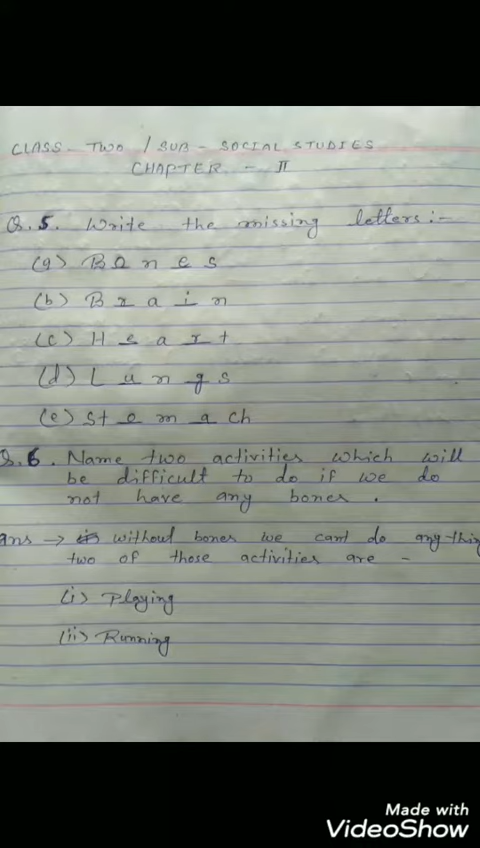 CLASS - TWO / SUB - SOCIAL STUDIES
CHAPTER - II
Q.5. Write the missing letters :-
(a) B o n e s
(b) B r a i n
(c) H e a r t
(d) L u n g s
(e) St o m a ch
Q.6. Name two activities which will
be difficult to do if we do
not have any bones.
ans → without bones we can't do any thing
two of those activities are -
(i) Playing
(ii) Running
Made with
VideoShow